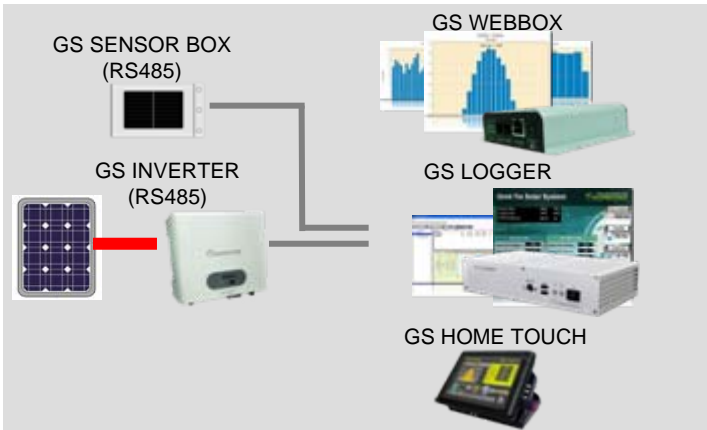 GS SENSOR BOX
(RS485)
GS WEBBOX
GS INVERTER
(RS485)
GS LOGGER
GS HOME TOUCH